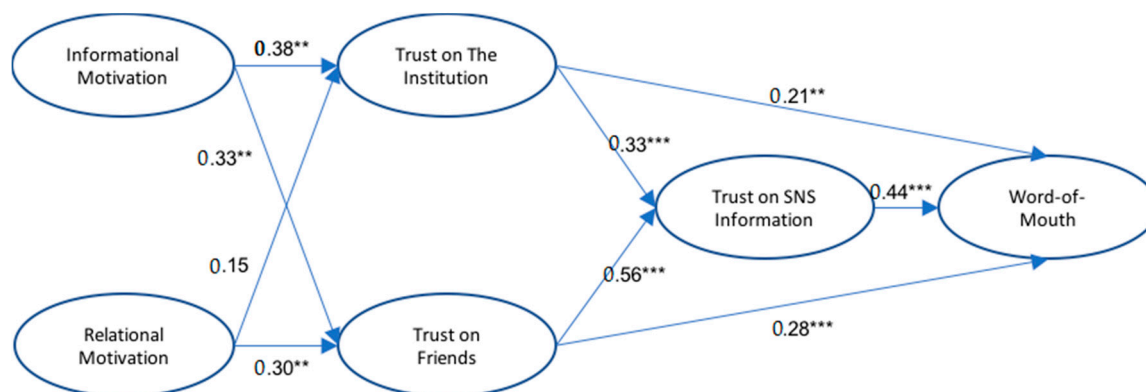 Informational
Motivation
0.38**
Trust on The
Institution
0.21**
0.33**
0.33***
Trust on SNS
Information
0.44***
Word-of-
Mouth
0.15
0.56***
Relational
Motivation
0.30**
Trust on
Friends
0.28***